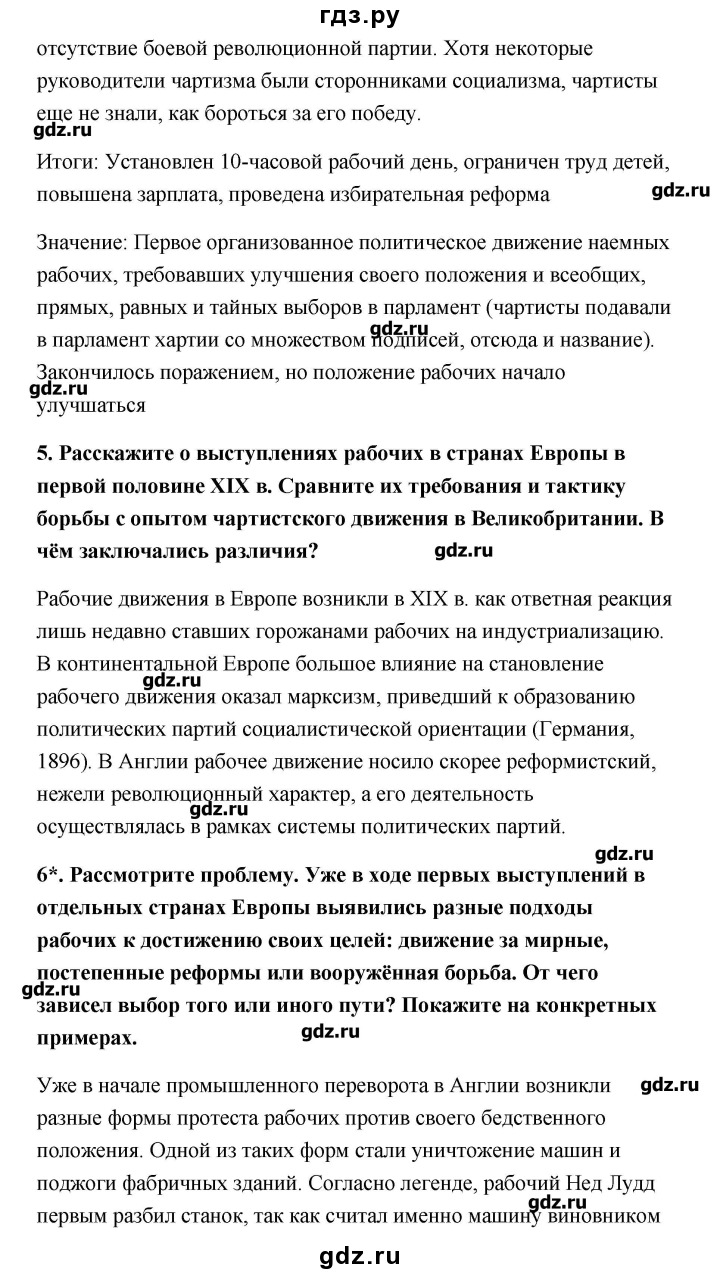 гдз.ру
отсутствие боевой революционной партии. Хотя некоторые
руководители чартизма были сторонниками социализма, чартисты
еще не знали, как бороться за его победу.
gdz.ru
Итоги: Установлен 10-часовой рабочий день, ограничен труд детей,
повышена зарплата, проведена избирательная реформа
gdz.ru
Значение: Первое организованное политическое движение наемных
рабочих, требовавших улучшения своего положения и всеобщих,
прямых, равных и тайных выборов в парламент (чартисты подавали
gdz.ru
в парламент хартии со множеством подписей, отсюда и название).
Закончилось поражением, но положение рабочих начало
gdz.ru
улучшаться
5. Расскажите о выступлениях рабочих в странах Европы в
первой половине XIX в. Сравните их требования и тактику
борьбы с опытом чартистского движения в Великобритании. В
чём заключались различия?
gdz.ru
Рабочие движения в Европе возникли в XIX в. как ответная реакция
лишь недавно ставших горожанами рабочих на индустриализацию.
В континентальной Европе большое влияние на становление
gdz.ru
рабочего движения оказал марксизм, приведший к образованию
политических партий социалистической ориентации (Германия,
1896). В Англии рабочее движение носило скорее реформистский,
нежели революционный характер, а его деятельность
gdz.ru
осуществлялась в рамках системы политических партий.
gdz.ru
6*. Рассмотрите проблему. Уже в ходе первых выступлений в
отдельных странах Европы выявились разные подходы
рабочих к достижению своих целей: движение за мирные,
постепенные реформы или вооружённая борьба. От чего
gdz.ru
зависел выбор того или иного пути? Покажите на конкретных
примерах.
gdz.ru
Уже в начале промышленного переворота в Англии возникли
gdz.ru
разные формы протеста рабочих против своего бедственного
положения. Одной из таких форм стали уничтожение машин и
поджоги фабричных зданий. Согласно легенде, рабочий Нед Лудд
gdz.ru
первым разбил станок, так как считал именно машину виновником
gdz.ru